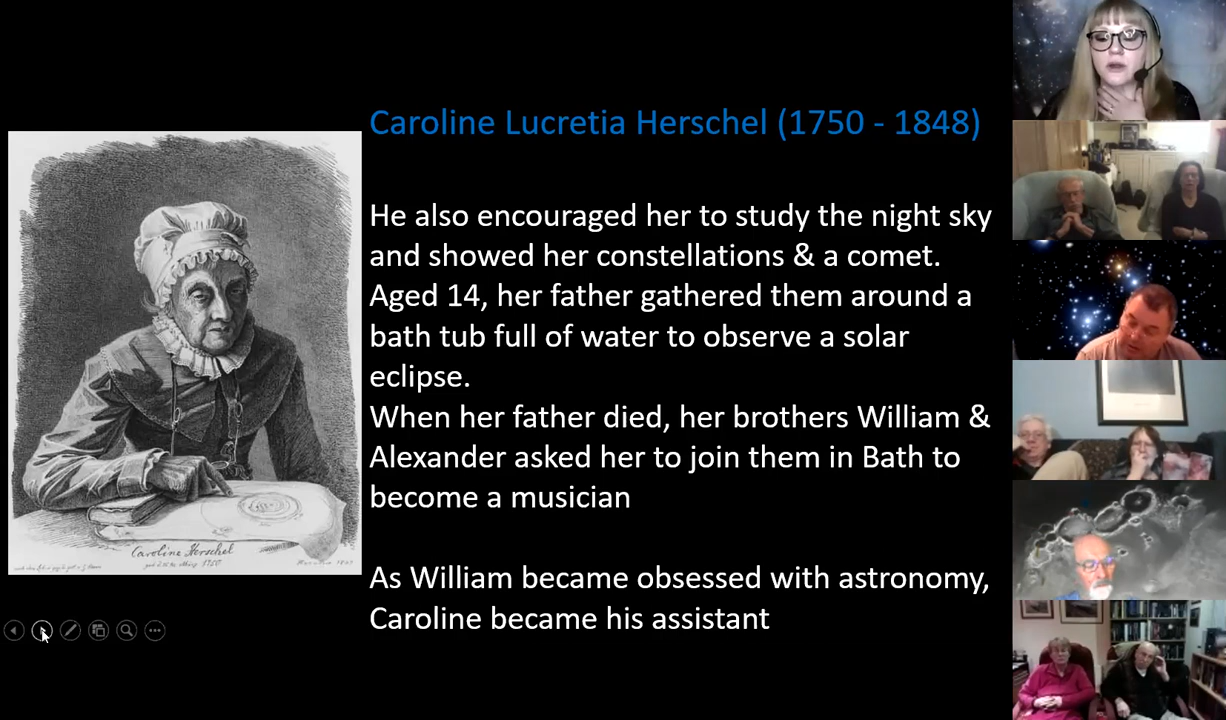 Caroline Lucretia Herschel (1750 - 1848)
He also encouraged her to study the night sky
and showed her constellations & a comet.
Aged 14, her father gathered them around a
bath tub full of water to observe a solar
eclipse.
When her father died, her brothers William &
Alexander asked her to join them in Bath to
become a musician
As William became obsessed with astronomy,
Caroline became his assistant
Caroline Herschel